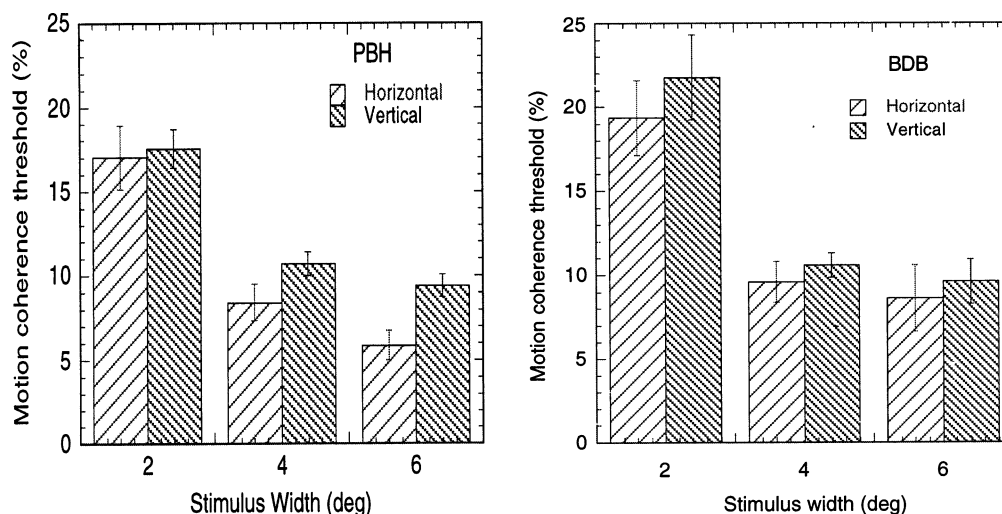 Motion coherence threshold (%)
25
20
15
10
5
0
PBH
Horizontal
Vertical
2
4
6
Stimulus Width (deg)
Motion coherence threshold (%)
25
20
15
10
5
0
BDB
Horizontal
Vertical
2
4
6
Stimulus width (deg)